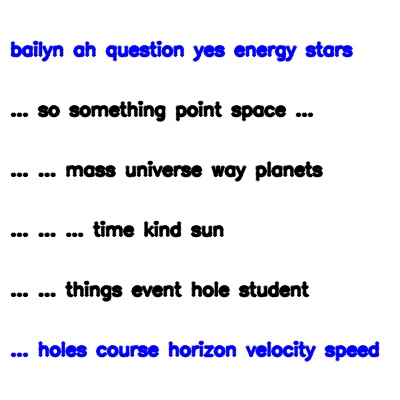 bailyn ah question yes energy stars
... so something point space ...
... ... mass universe way planets
... ... ... time kind sun
... ... things event hole student
... holes course horizon velocity speed